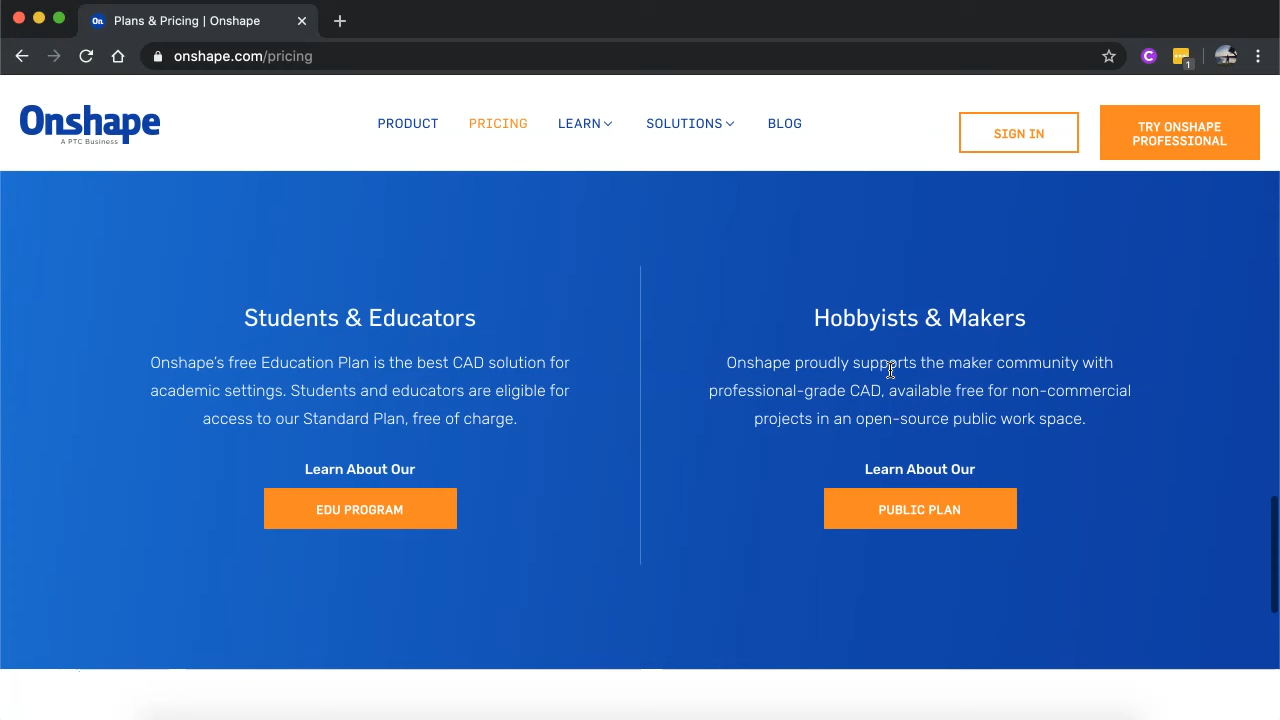 On Plans & Pricing | Onshape
onshape.com/pricing
C
1
Onshape
A PTC Business
PRODUCT PRICING LEARN SOLUTIONS BLOG
SIGN IN
TRY ONSHAPE
PROFESSIONAL
Students & Educators
Onshape's free Education Plan is the best CAD solution for
academic settings. Students and educators are eligible for
access to our Standard Plan, free of charge.
Learn About Our
EDU PROGRAM
Hobbyists & Makers
Onshape proudly supports the maker community with
professional-grade CAD, available free for non-commercial
projects in an open-source public work space.
Learn About Our
PUBLIC PLAN